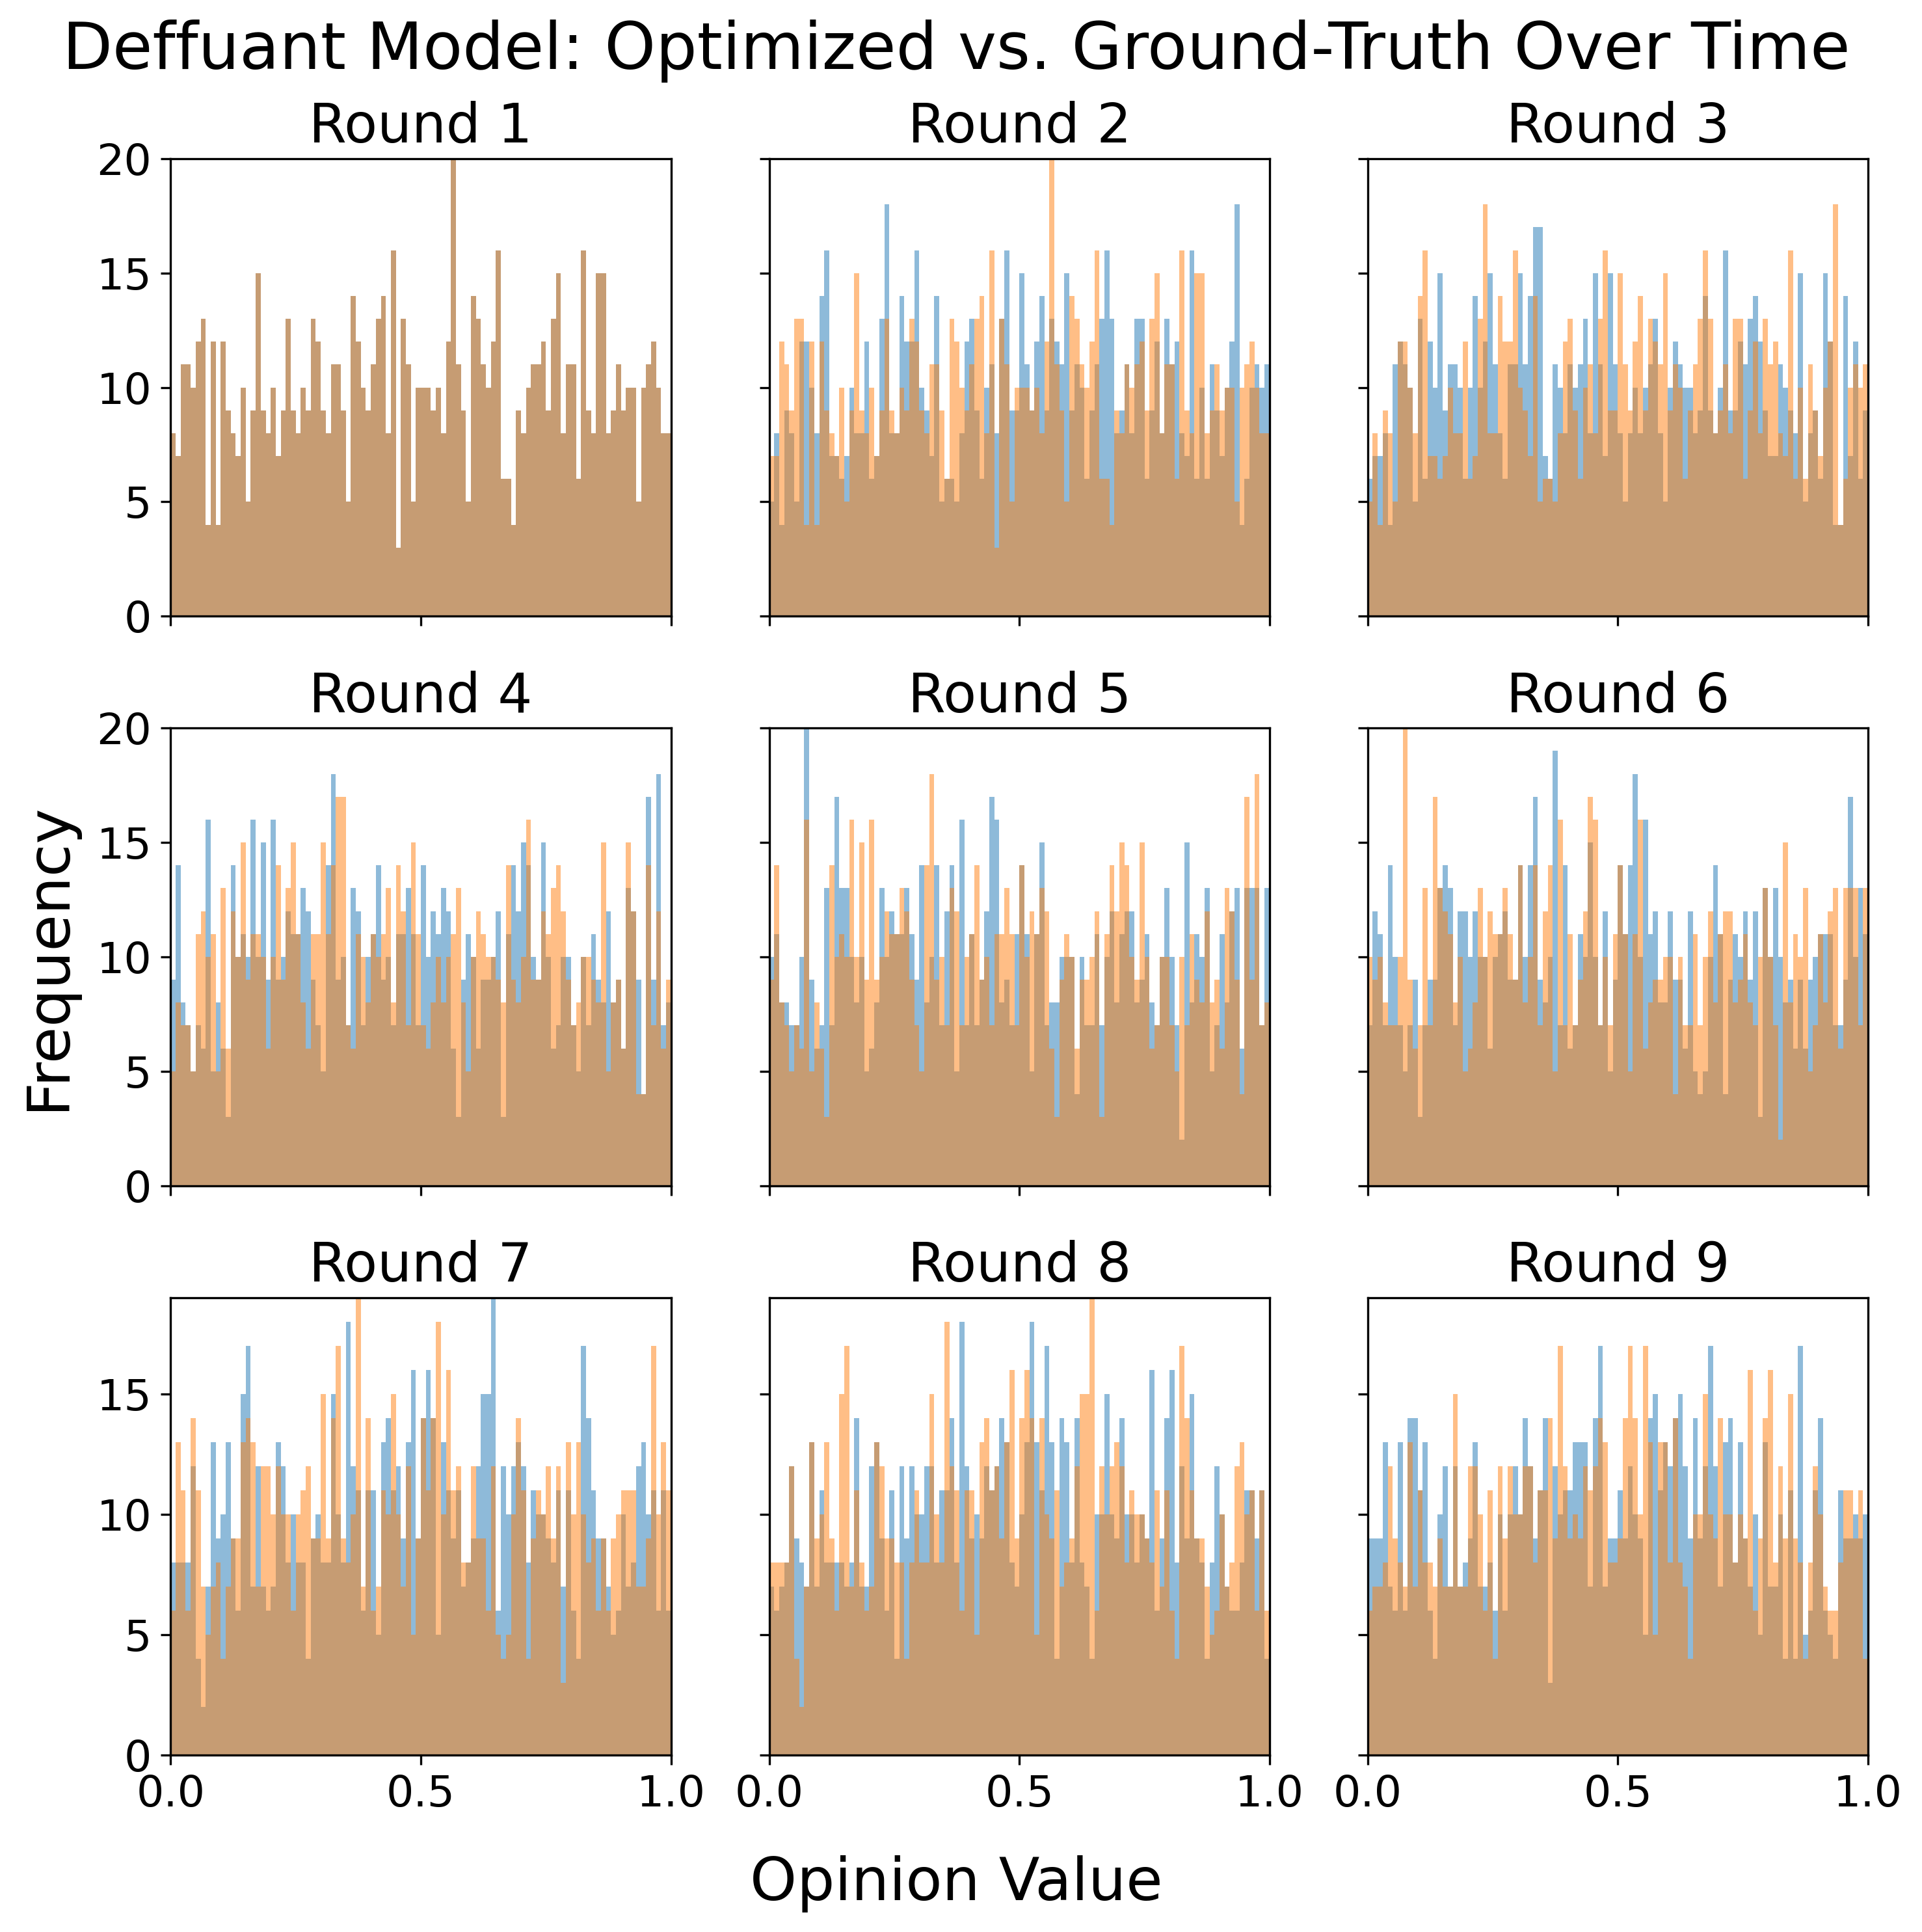 Deffuant Model: Optimized vs. Ground-Truth Over Time
Round 1
Round 2
Round 3
20
15
10
5
0
Round 4
Round 5
Round 6
20
15
10
5
0
Frequency
Round 7
Round 8
Round 9
15
10
5
0
0.0 0.5 1.0 0.0 0.5 1.0 0.0 0.5 1.0
Opinion Value